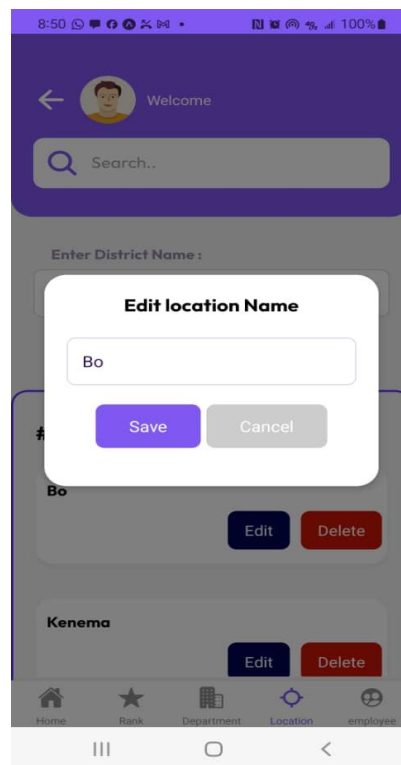 8:50
100%
Welcome
Search..
Enter District Name :
Edit location Name
Bo
Save Cancel
#
Bo
Edit Delete
Kenema
Edit Delete
Home Rank Department Location employee